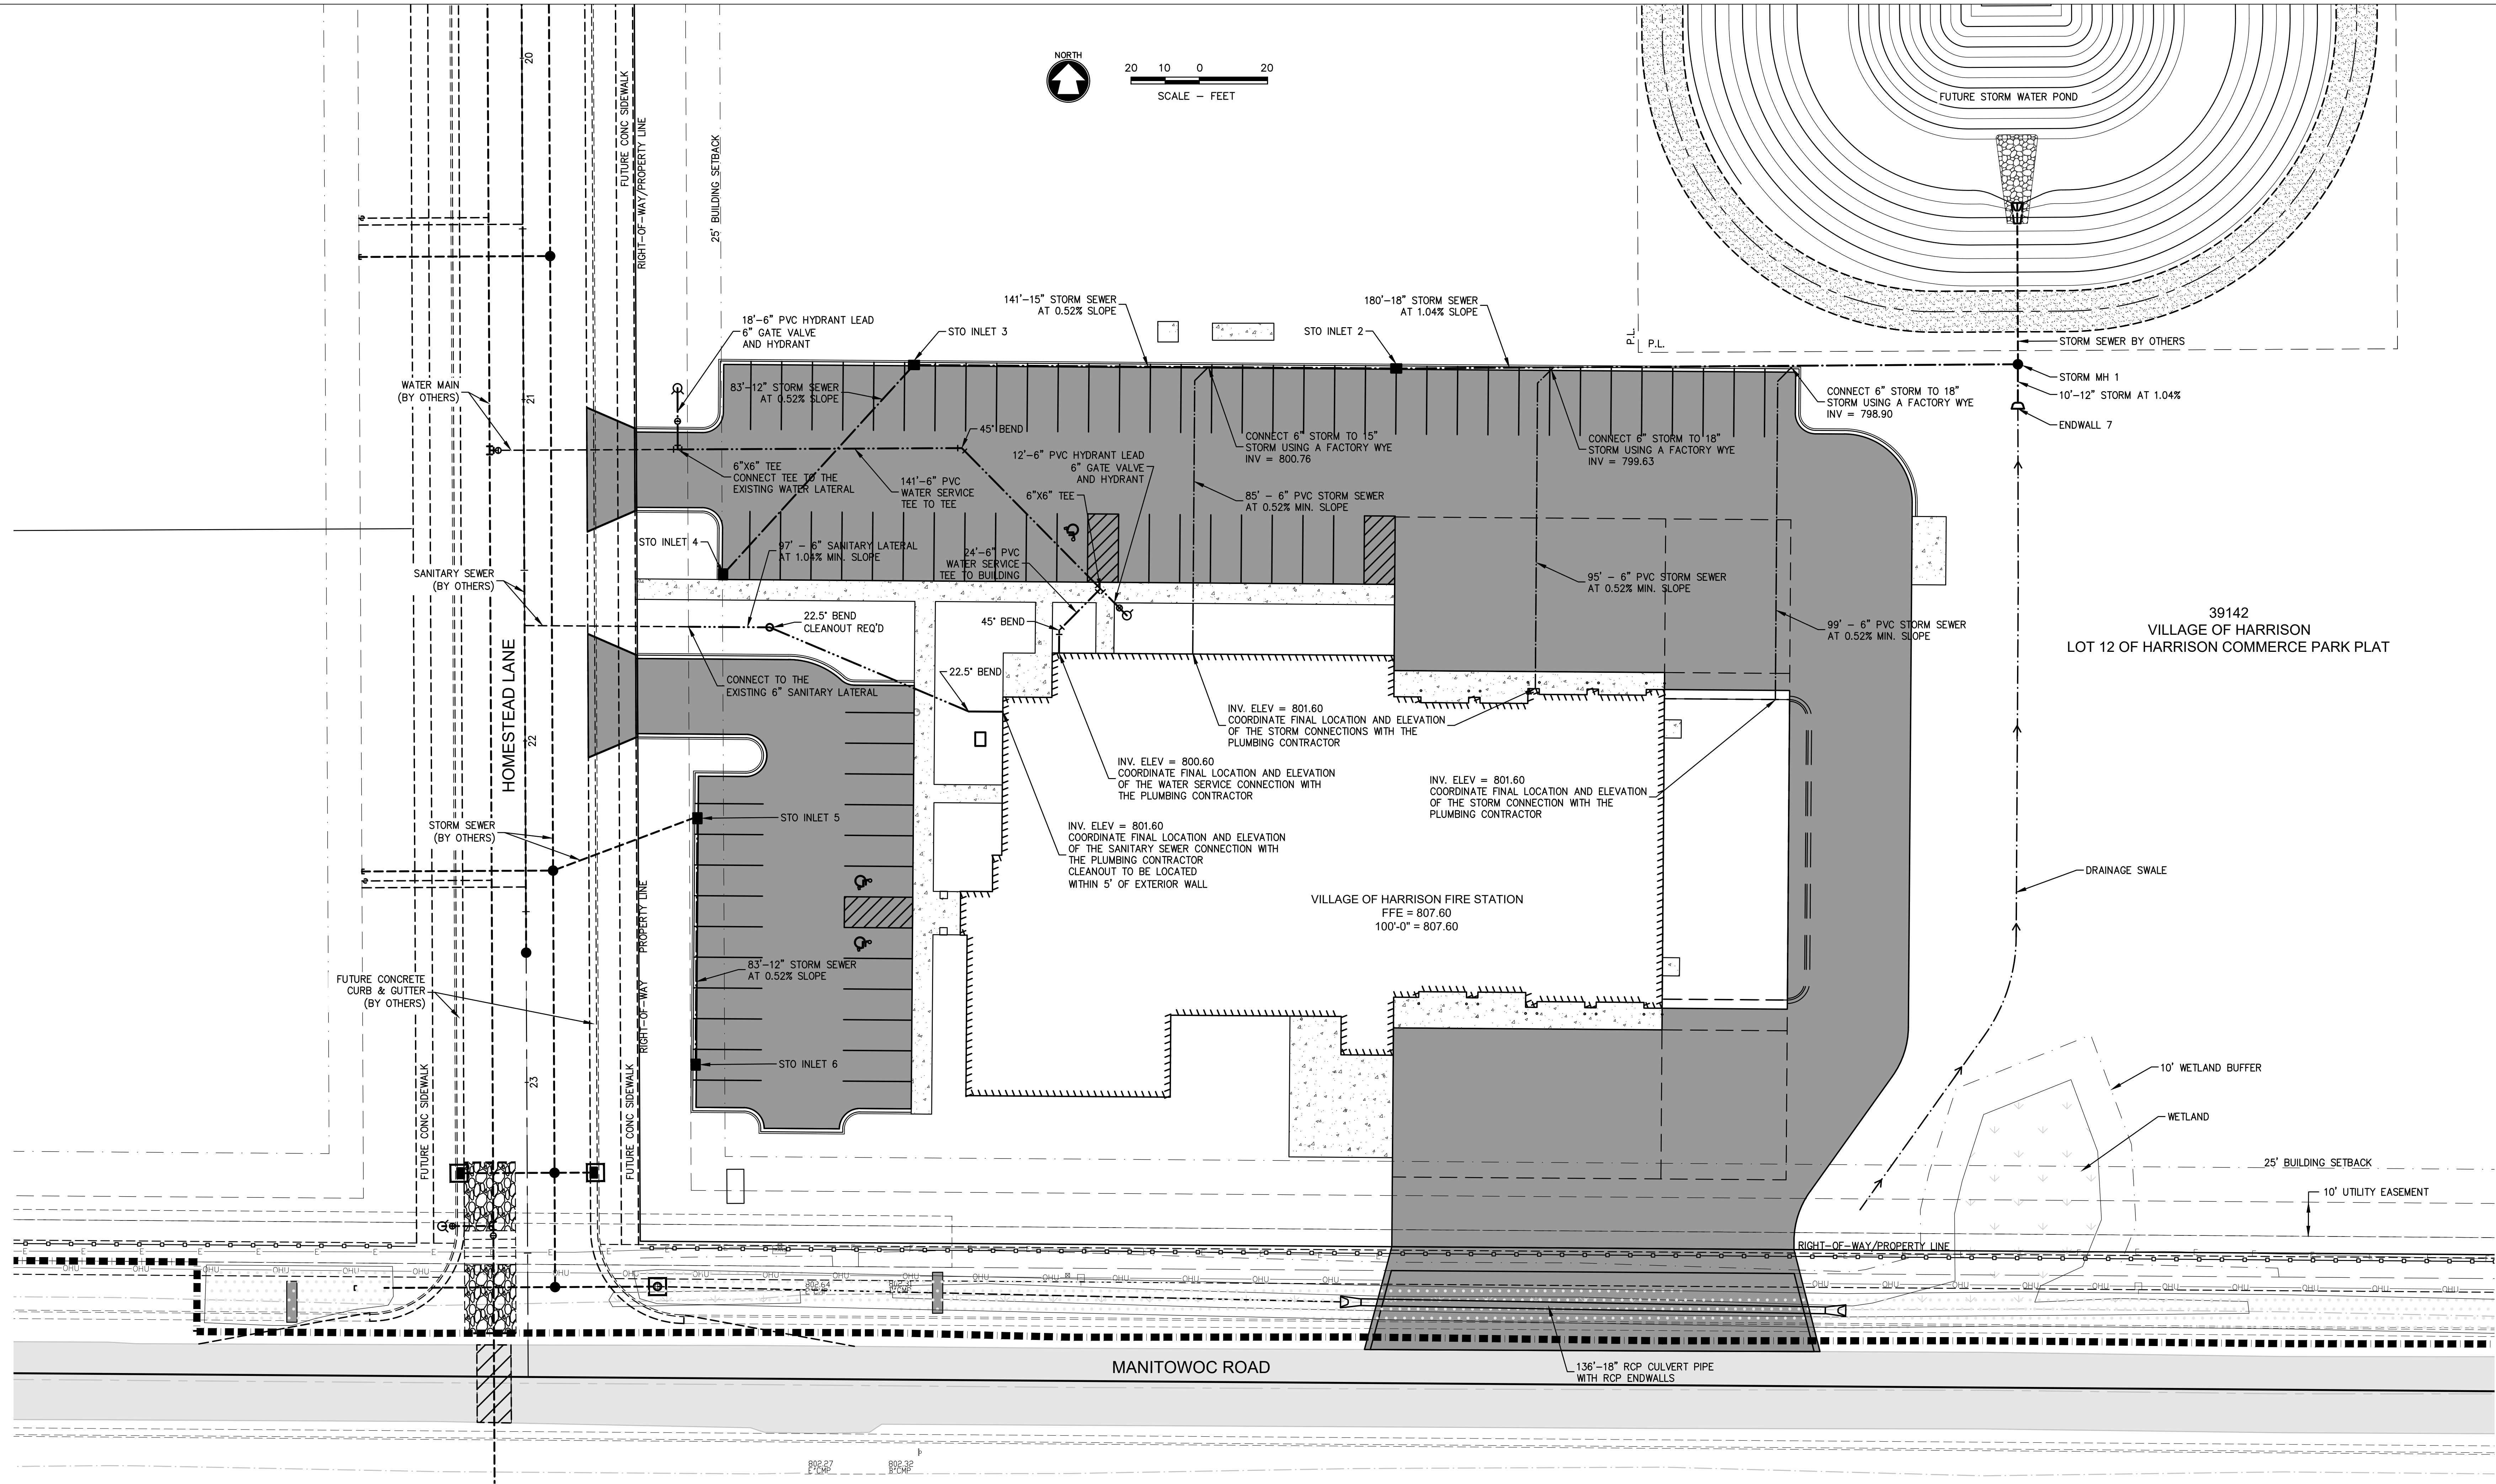 NORTH
20 10 0 20
SCALE – FEET
20
FUTURE CONC SIDEWALK
RIGHT-OF-WAY/PROPERTY LINE
25' BUILDING SETBACK
FUTURE STORM WATER POND
P.L.
P.L.
STORM SEWER BY OTHERS
STORM MH 1
10'-12" STORM AT 1.04%
ENDWALL 7
18'-6" PVC HYDRANT LEAD
6" GATE VALVE
AND HYDRANT
STO INLET 3
141'-15" STORM SEWER
AT 0.52% SLOPE
STO INLET 2
180'-18" STORM SEWER
AT 1.04% SLOPE
CONNECT 6" STORM TO 18"
STORM USING A FACTORY WYE
INV = 798.90
WATER MAIN
(BY OTHERS)
21
83'-12" STORM SEWER
AT 0.52% SLOPE
45° BEND
12'-6" PVC HYDRANT LEAD
6" GATE VALVE
AND HYDRANT
CONNECT 6" STORM TO 15"
STORM USING A FACTORY WYE
INV = 800.76
CONNECT 6" STORM TO 18"
STORM USING A FACTORY WYE
INV = 799.63
6"X6" TEE
CONNECT TEE TO THE
EXISTING WATER LATERAL
141'-6" PVC
WATER SERVICE
TEE TO TEE
6"X6" TEE
85' - 6" PVC STORM SEWER
AT 0.52% MIN. SLOPE
STO INLET 4
97' - 6" SANITARY LATERAL
AT 1.04% MIN. SLOPE
24'-6" PVC
WATER SERVICE
TEE TO BUILDING
95' - 6" PVC STORM SEWER
AT 0.52% MIN. SLOPE
SANITARY SEWER
(BY OTHERS)
22.5° BEND
CLEANOUT REQ'D
45° BEND
99' - 6" PVC STORM SEWER
AT 0.52% MIN. SLOPE
39142
VILLAGE OF HARRISON
LOT 12 OF HARRISON COMMERCE PARK PLAT
HOMESTEAD LANE
22
CONNECT TO THE
EXISTING 6" SANITARY LATERAL
22.5° BEND
INV. ELEV = 801.60
COORDINATE FINAL LOCATION AND ELEVATION
OF THE STORM CONNECTIONS WITH THE
PLUMBING CONTRACTOR
INV. ELEV = 800.60
COORDINATE FINAL LOCATION AND ELEVATION
OF THE WATER SERVICE CONNECTION WITH
THE PLUMBING CONTRACTOR
INV. ELEV = 801.60
COORDINATE FINAL LOCATION AND ELEVATION
OF THE STORM CONNECTION WITH THE
PLUMBING CONTRACTOR
STORM SEWER
(BY OTHERS)
STO INLET 5
INV. ELEV = 801.60
COORDINATE FINAL LOCATION AND ELEVATION
OF THE SANITARY SEWER CONNECTION WITH
THE PLUMBING CONTRACTOR
CLEANOUT TO BE LOCATED
WITHIN 5' OF EXTERIOR WALL
VILLAGE OF HARRISON FIRE STATION
FFE = 807.60
100'-0" = 807.60
DRAINAGE SWALE
RIGHT-OF-WAY PROPERTY LINE
83'-12" STORM SEWER
AT 0.52% SLOPE
FUTURE CONCRETE
CURB & GUTTER
(BY OTHERS)
STO INLET 6
23
FUTURE CONC SIDEWALK
FUTURE CONC SIDEWALK
10' WETLAND BUFFER
WETLAND
25' BUILDING SETBACK
10' UTILITY EASEMENT
RIGHT-OF-WAY/PROPERTY LINE
E E E E E E E E
OHU OHU OHU OHU OHU OHU OHU OHU OHU OHU OHU OHU
802.64
MANITOWOC ROAD
136'-18" RCP CULVERT PIPE
WITH RCP ENDWALLS
802.27
802.32